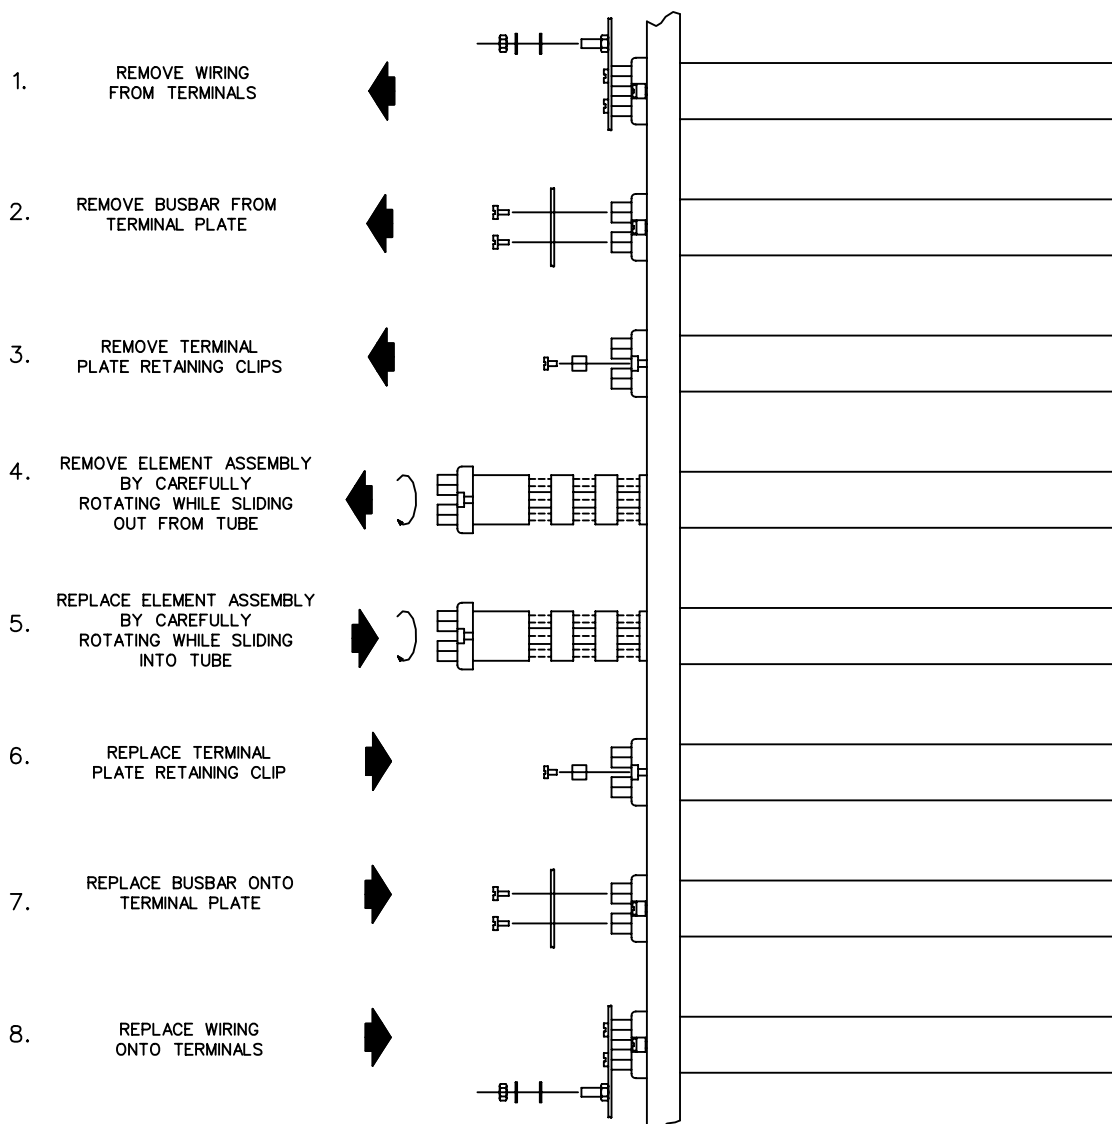 1.
REMOVE WIRING
FROM TERMINALS
2.
REMOVE BUSBAR FROM
TERMINAL PLATE
3.
REMOVE TERMINAL
PLATE RETAINING CLIPS
4.
REMOVE ELEMENT ASSEMBLY
BY CAREFULLY
ROTATING WHILE SLIDING
OUT FROM TUBE
5.
REPLACE ELEMENT ASSEMBLY
BY CAREFULLY
ROTATING WHILE SLIDING
INTO TUBE
6.
REPLACE TERMINAL
PLATE RETAINING CLIP
7.
REPLACE BUSBAR ONTO
TERMINAL PLATE
8.
REPLACE WIRING
ONTO TERMINALS